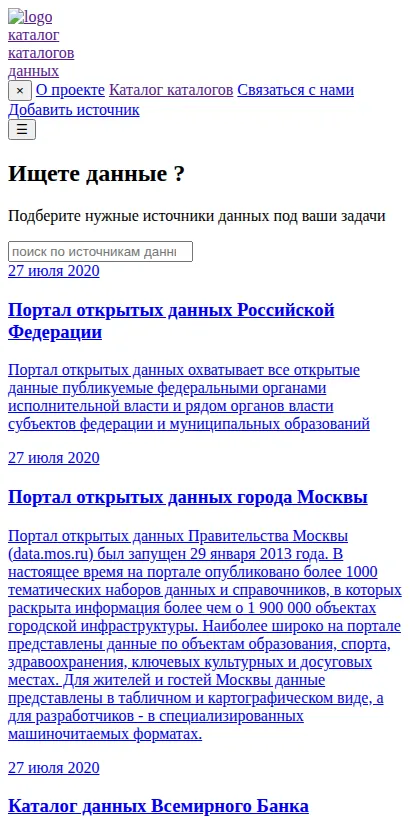 logo
каталог
каталогов
данных
× О проекте Каталог каталогов Связаться с нами
Добавить источник
☰
Ищете данные ?
Подберите нужные источники данных под ваши задачи
поиск по источникам данны
27 июля 2020
Портал открытых данных Российской
Федерации
Портал открытых данных охватывает все открытые
данные публикуемые федеральными органами
исполнительной власти и рядом органов власти
субъектов федерации и муниципальных образований
27 июля 2020
Портал открытых данных города Москвы
Портал открытых данных Правительства Москвы
(data.mos.ru) был запущен 29 января 2013 года. В
настоящее время на портале опубликовано более 1000
тематических наборов данных и справочников, в которых
раскрыта информация более чем о 1 900 000 объектах
городской инфраструктуры. Наиболее широко на портале
представлены данные по объектам образования, спорта,
здравоохранения, ключевых культурных и досуговых
местах. Для жителей и гостей Москвы данные
представлены в табличном и картографическом виде, а
для разработчиков - в специализированных
машиночитаемых форматах.
27 июля 2020
Каталог данных Всемирного Банка